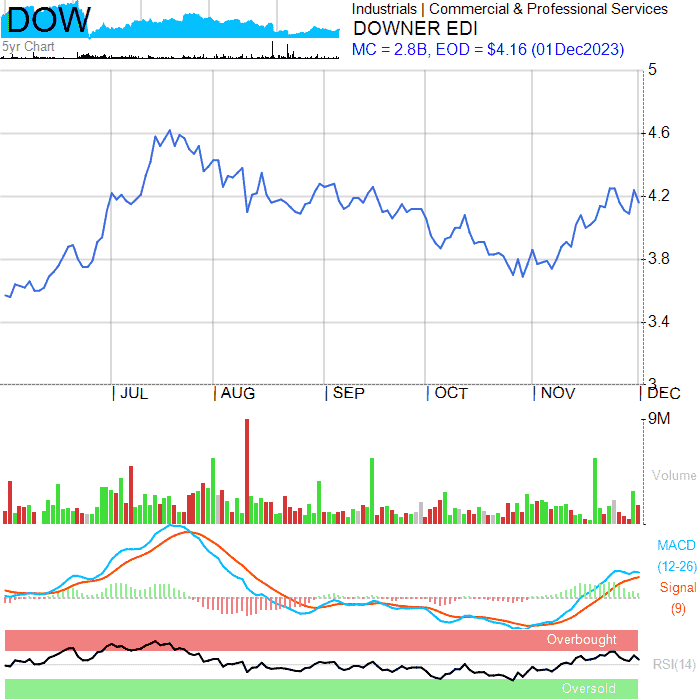 DOW
Industrials | Commercial & Professional Services
DOWNER EDI
MC = 2.8B, EOD = $4.16 (01Dec2023)
5yr Chart
5
4.6
4.2
3.8
3.4
3
JUL
AUG
SEP
OCT
NOV
DEC
9M
Volume
MACD
(12-26)
Signal
(9)
Overbought
RSI(14)
Oversold